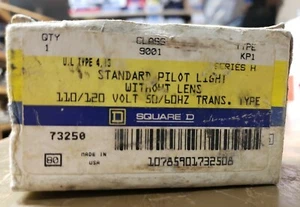 QTY CLASS TYPE
1 9001 KP1
U.L TYPE 4, 13 SERIES H
STANDARD PILOT LIGHT
WITHOUT LENS
110/120 VOLT 50/60HZ TRANS. TYPE
D SQUARE D
73250
80 MADE IN USA
10785901732508